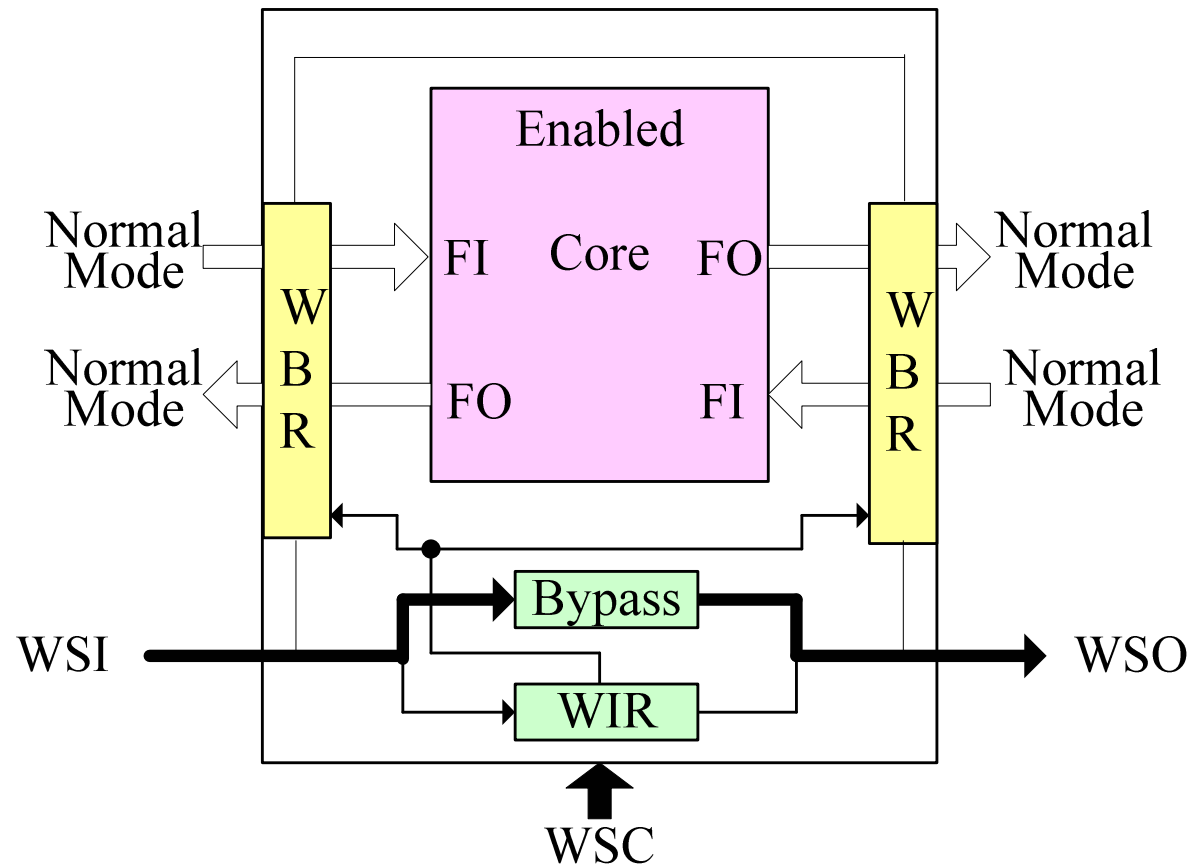 Enabled
Core
Normal
Mode
FI
FO
Normal
Mode
Normal
Mode
FO
FI
Normal
Mode
W
B
R
W
B
R
Bypass
WSI
WSO
WIR
WSC